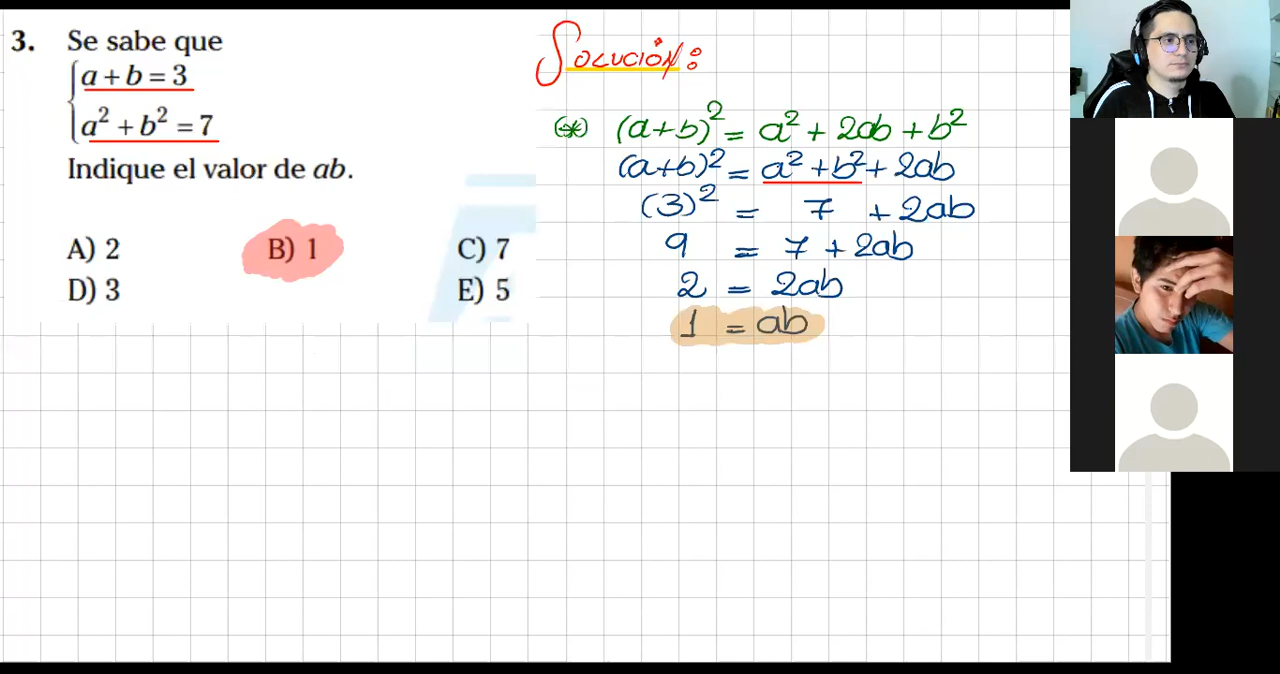 3. Se sabe que
a + b = 3
a² + b² = 7
Indique el valor de ab.
A) 2 B) 1 C) 7
D) 3 E) 5
SOLUCIÓN:
(*) (a+b)² = a² + 2ab + b²
(a+b)² = a² + b² + 2ab
(3)² = 7 + 2ab
9 = 7 + 2ab
2 = 2ab
1 = ab